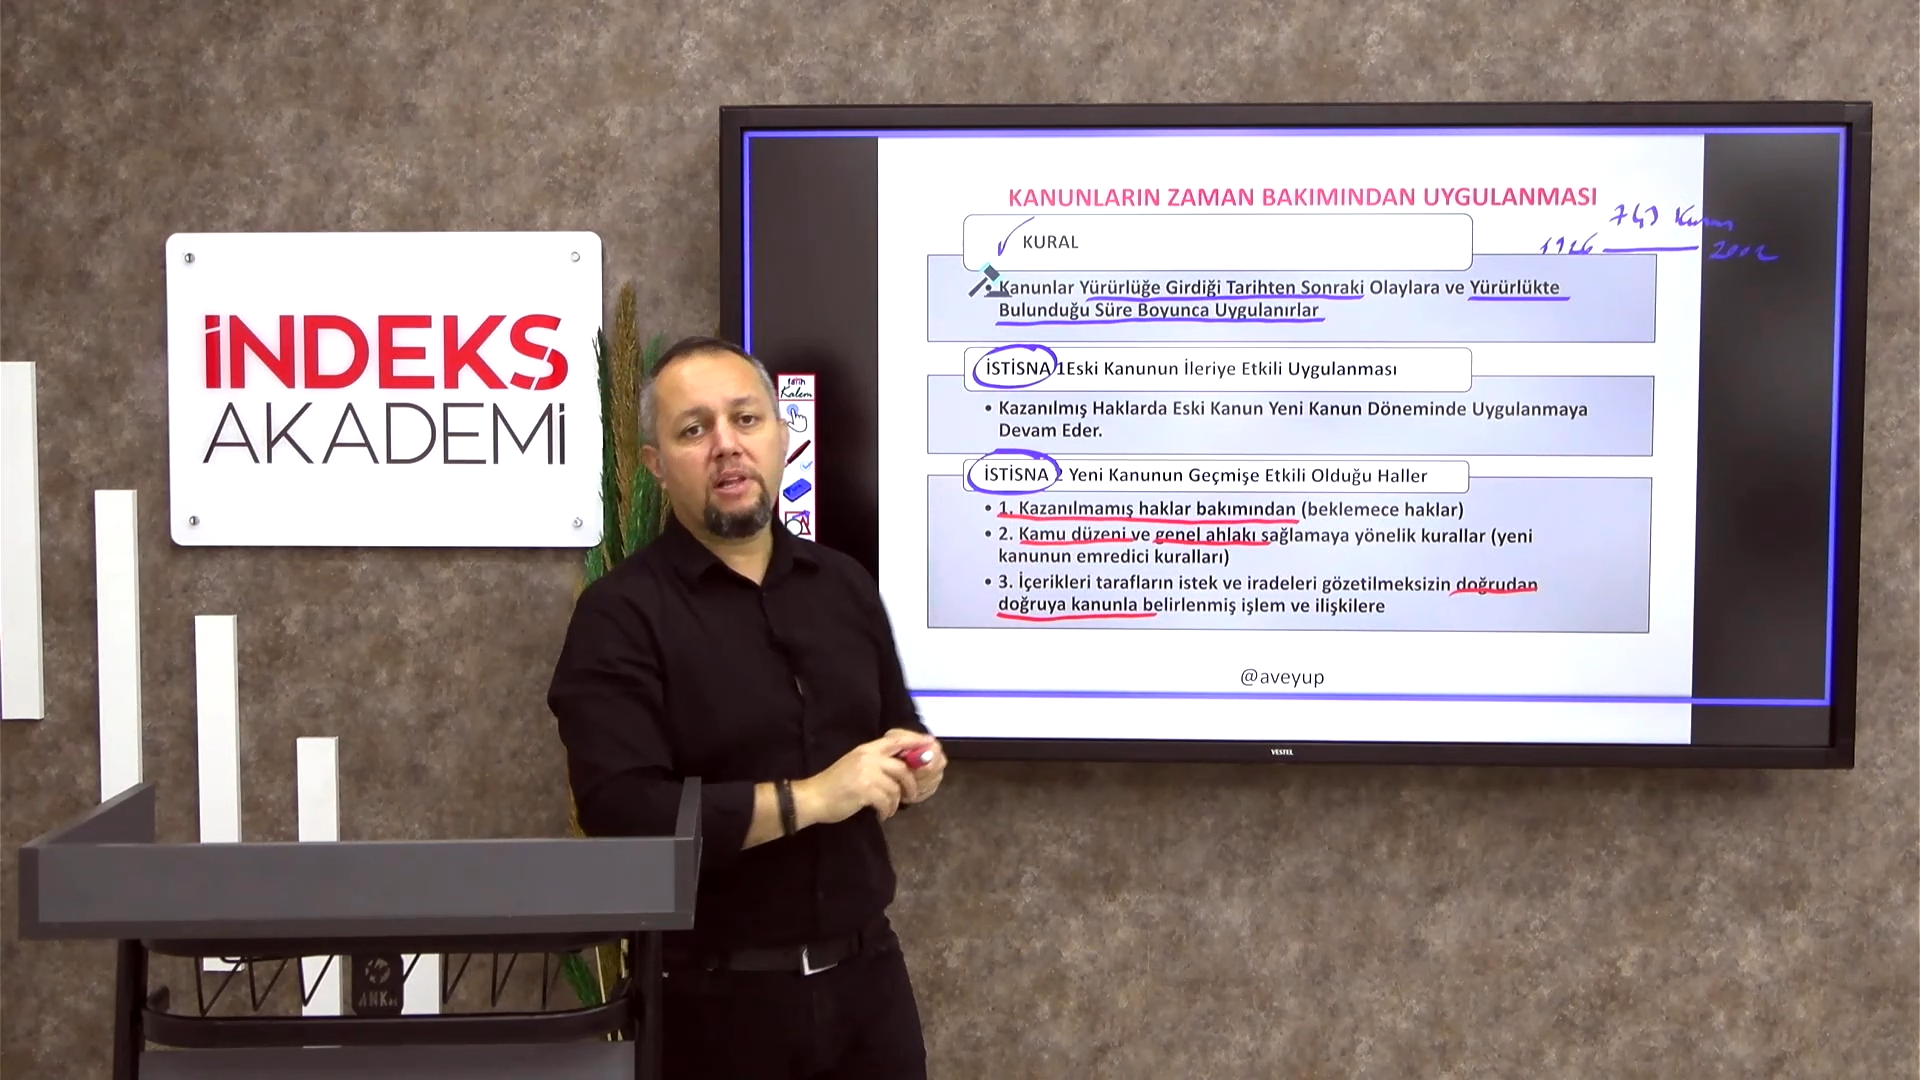 İNDEKS
AKADEMİ
KANUNLARIN ZAMAN BAKIMINDAN UYGULANMASI
743
1926 2002
KURAL
• Kanunlar Yürürlüğe Girdiği Tarihten Sonraki Olaylara ve Yürürlükte
Bulunduğu Süre Boyunca Uygulanırlar
İSTİSNA 1Eski Kanunun İleriye Etkili Uygulanması
• Kazanılmış Haklarda Eski Kanun Yeni Kanun Döneminde Uygulanmaya
Devam Eder.
İSTİSNA 2 Yeni Kanunun Geçmişe Etkili Olduğu Haller
• 1. Kazanılmamış haklar bakımından (beklemece haklar)
• 2. Kamu düzeni ve genel ahlakı sağlamaya yönelik kurallar (yeni
kanunun emredici kuralları)
• 3. İçerikleri tarafların istek ve iradeleri gözetilmeksizin doğrudan
doğruya kanunla belirlenmiş işlem ve ilişkilere
@aveyup
VESTEL
Kalem